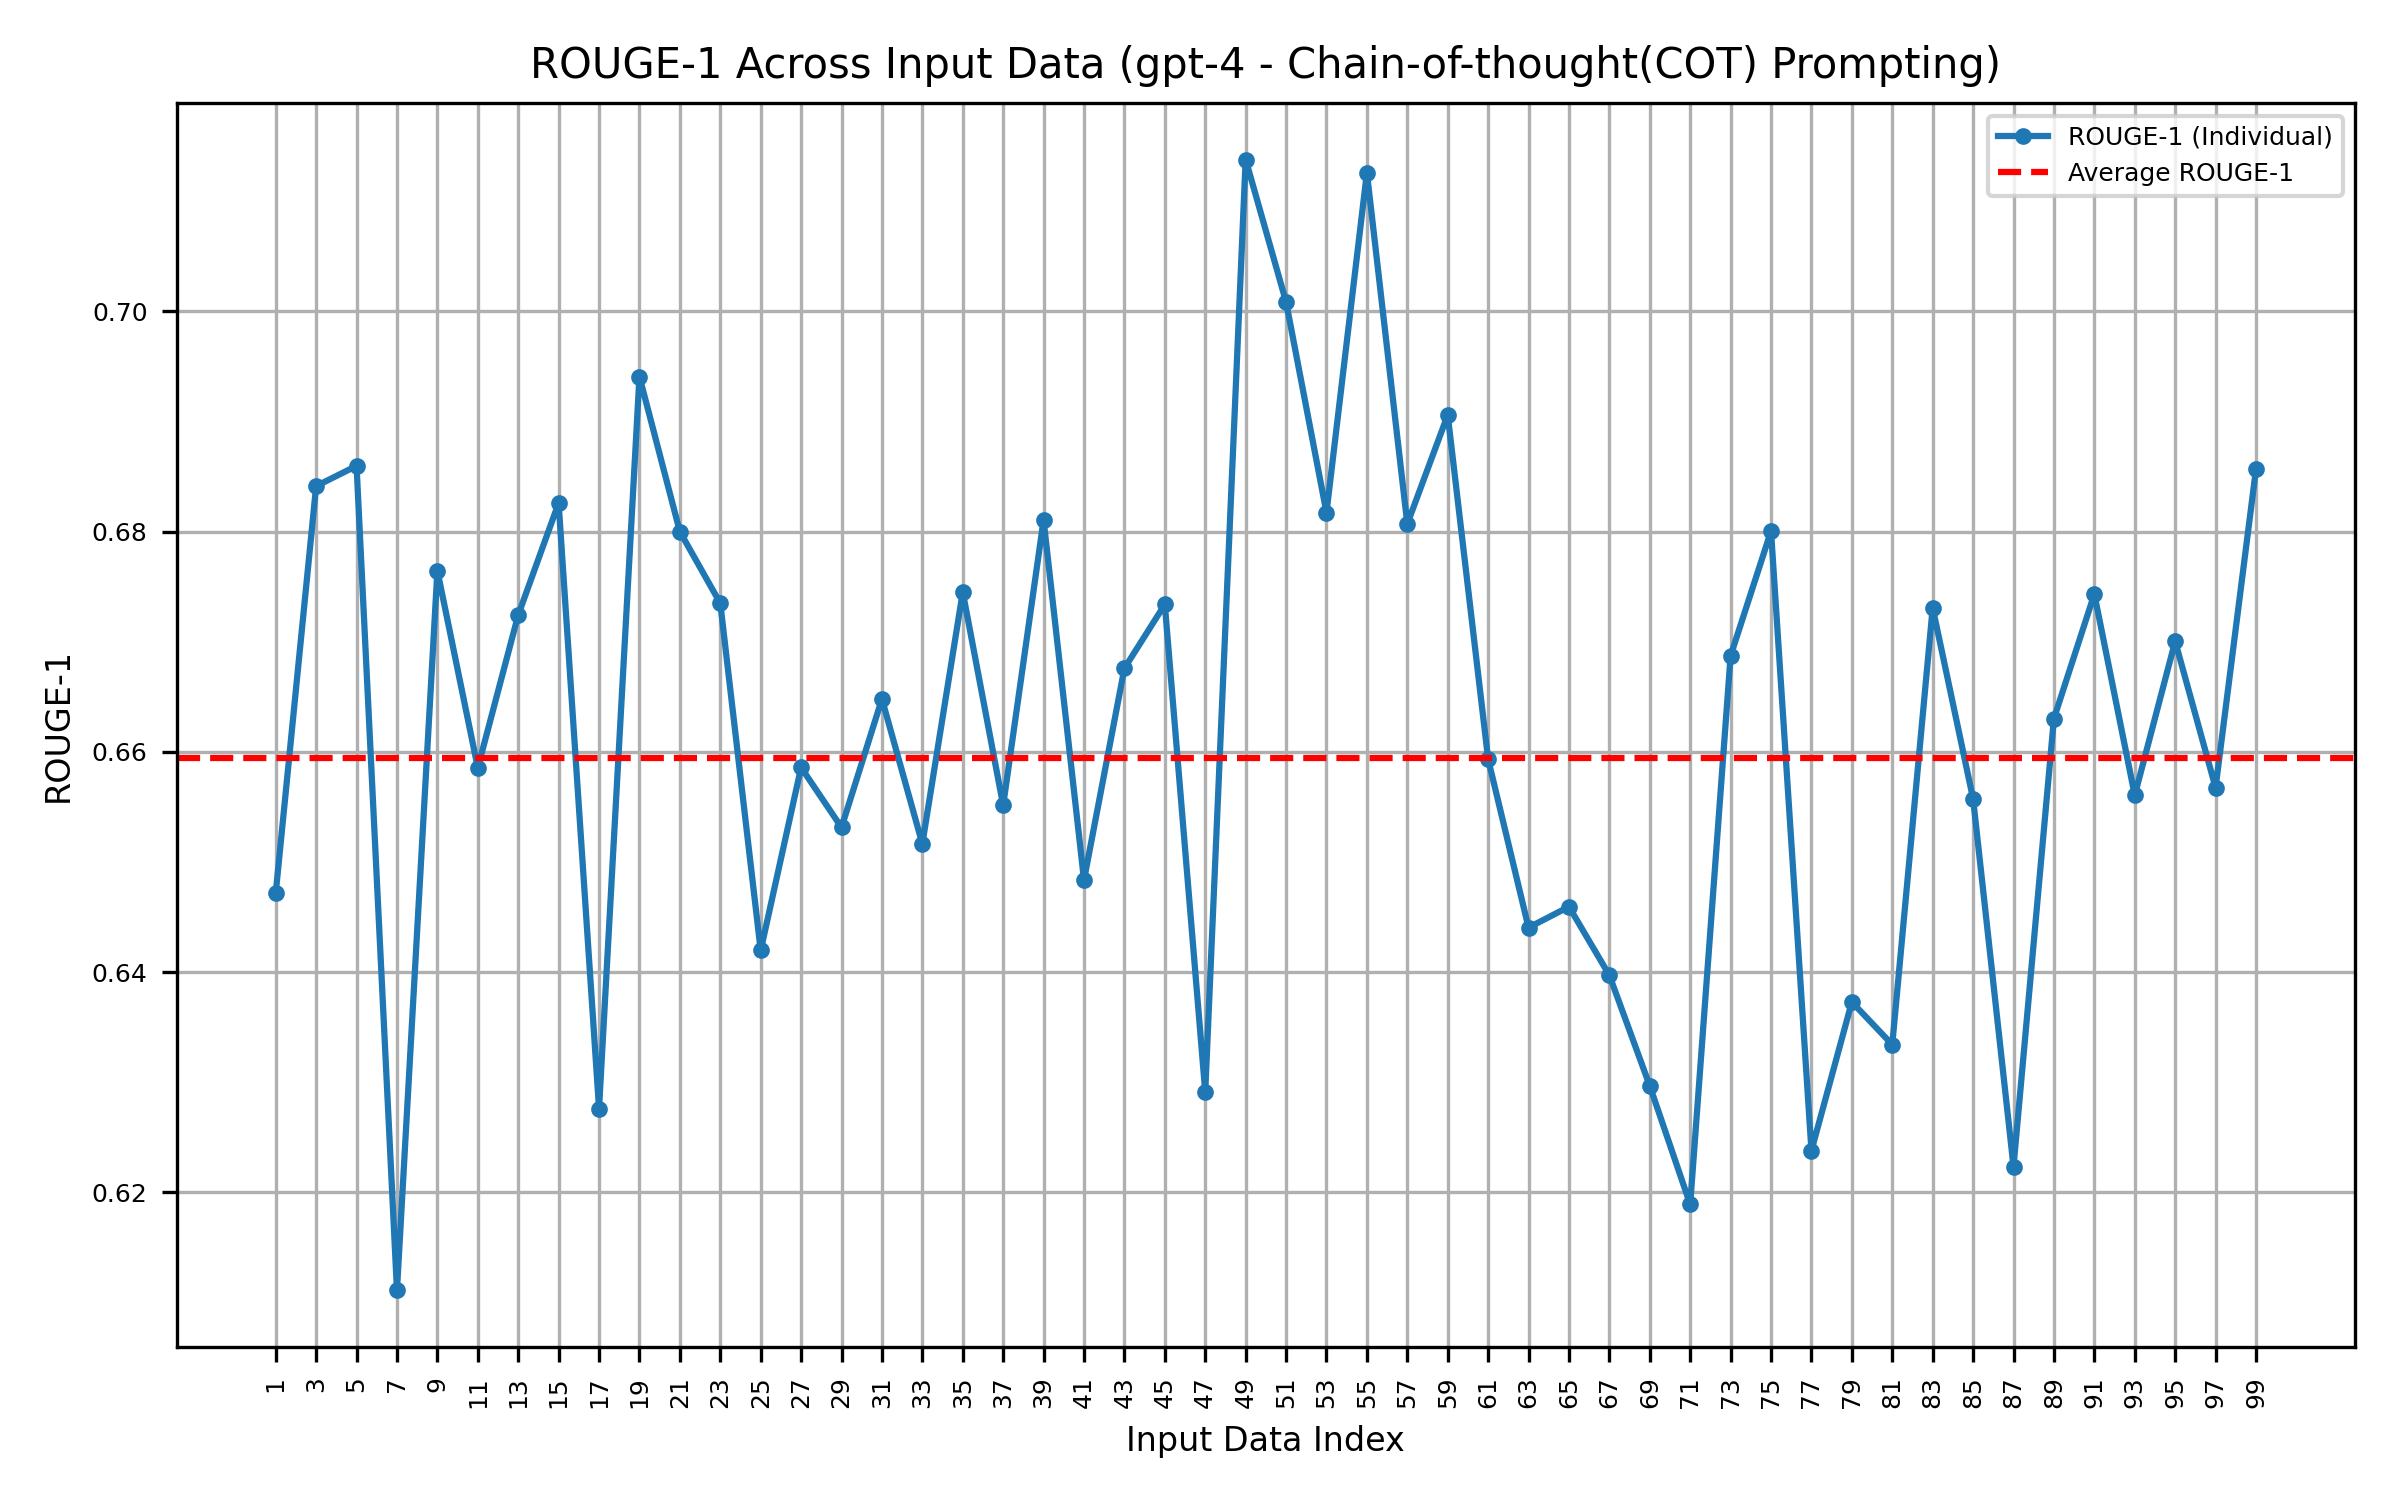 ROUGE-1 Across Input Data (gpt-4 - Chain-of-thought(COT) Prompting)
ROUGE-1 (Individual)
Average ROUGE-1
ROUGE-1
0.70
0.68
0.66
0.64
0.62
1 3 5 7 9 11 13 15 17 19 21 23 25 27 29 31 33 35 37 39 41 43 45 47 49 51 53 55 57 59 61 63 65 67 69 71 73 75 77 79 81 83 85 87 89 91 93 95 97 99
Input Data Index